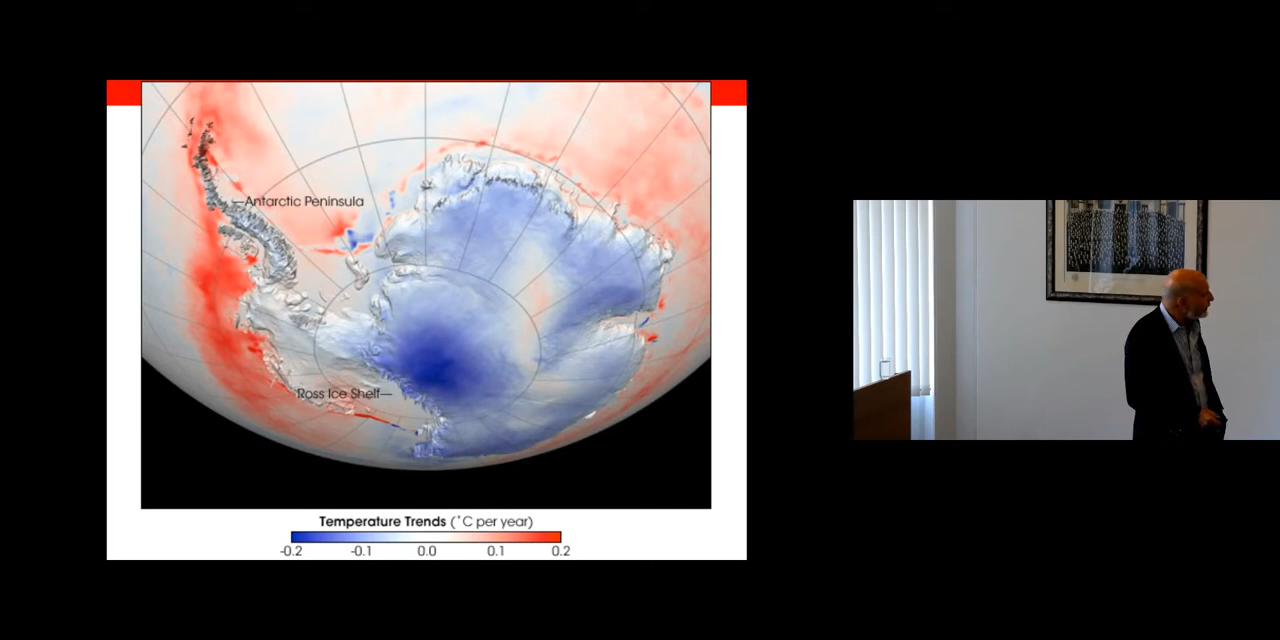 Antarctic Peninsula
Ross Ice Shelf
Temperature Trends (°C per year)
-0.2 -0.1 0.0 0.1 0.2